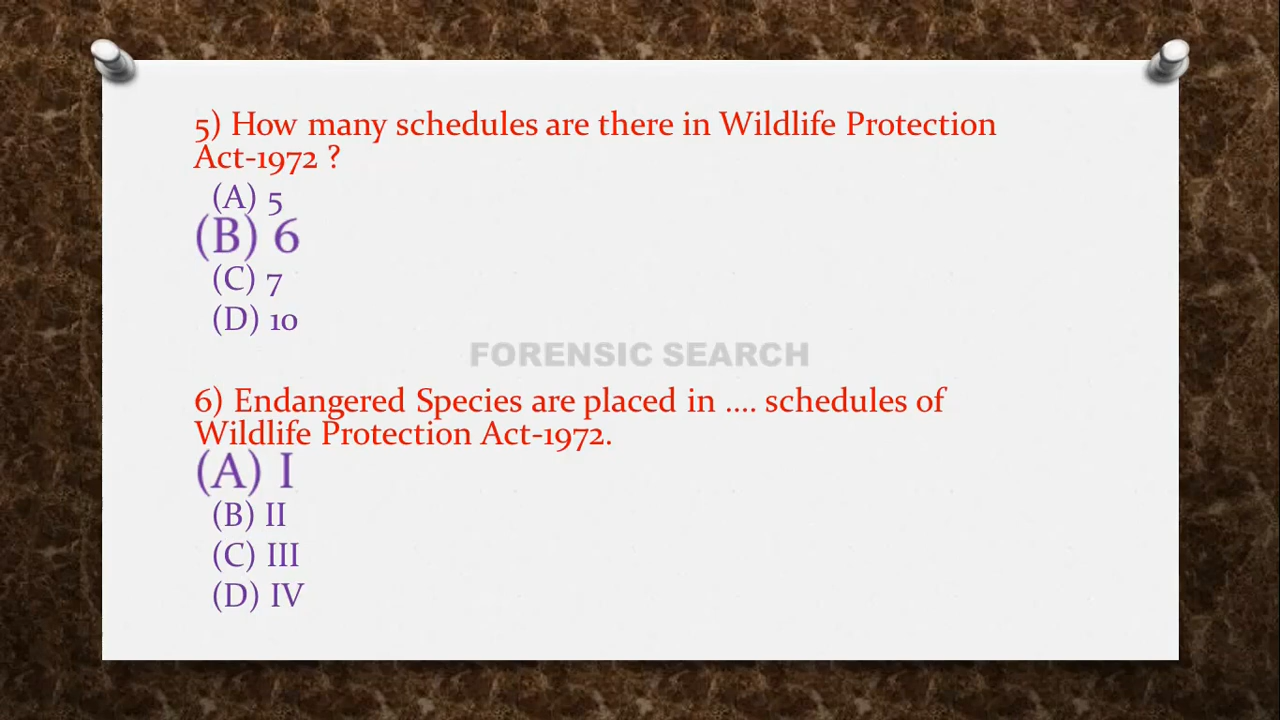 5) How many schedules are there in Wildlife Protection
Act-1972 ?
(A) 5
(B) 6
(C) 7
(D) 10
FORENSIC SEARCH
6) Endangered Species are placed in .... schedules of
Wildlife Protection Act-1972.
(A) I
(B) II
(C) III
(D) IV